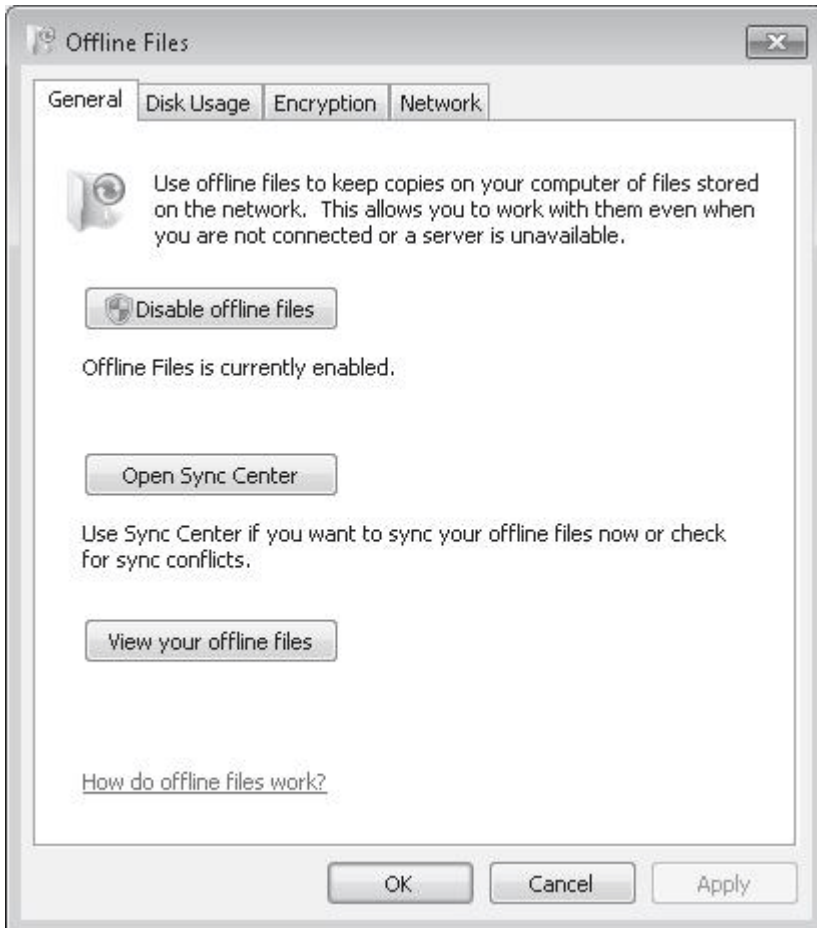 Offline Files
General
Disk Usage
Encryption
Network
Use offline files to keep copies on your computer of files stored
on the network. This allows you to work with them even when
you are not connected or a server is unavailable.
Disable offline files
Offline Files is currently enabled.
Open Sync Center
Use Sync Center if you want to sync your offline files now or check
for sync conflicts.
View your offline files
How do offline files work?
OK
Cancel
Apply